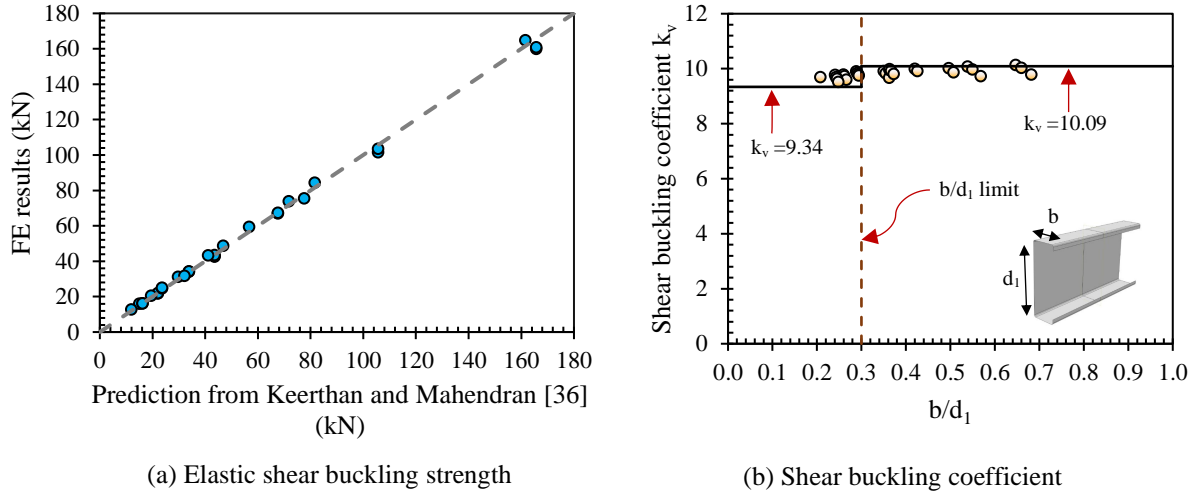 180
160
140
120
100
80
60
40
20
0
FE results (kN)
0 20 40 60 80 100 120 140 160 180
Prediction from Keerthan and Mahendran [36]
(kN)
(a) Elastic shear buckling strength
12
10
8
6
4
2
0
Shear buckling coefficient kᵥ
kᵥ =9.34
kᵥ =10.09
b/d₁ limit
b
d₁
0.0 0.1 0.2 0.3 0.4 0.5 0.6 0.7 0.8 0.9 1.0
b/d₁
(b) Shear buckling coefficient